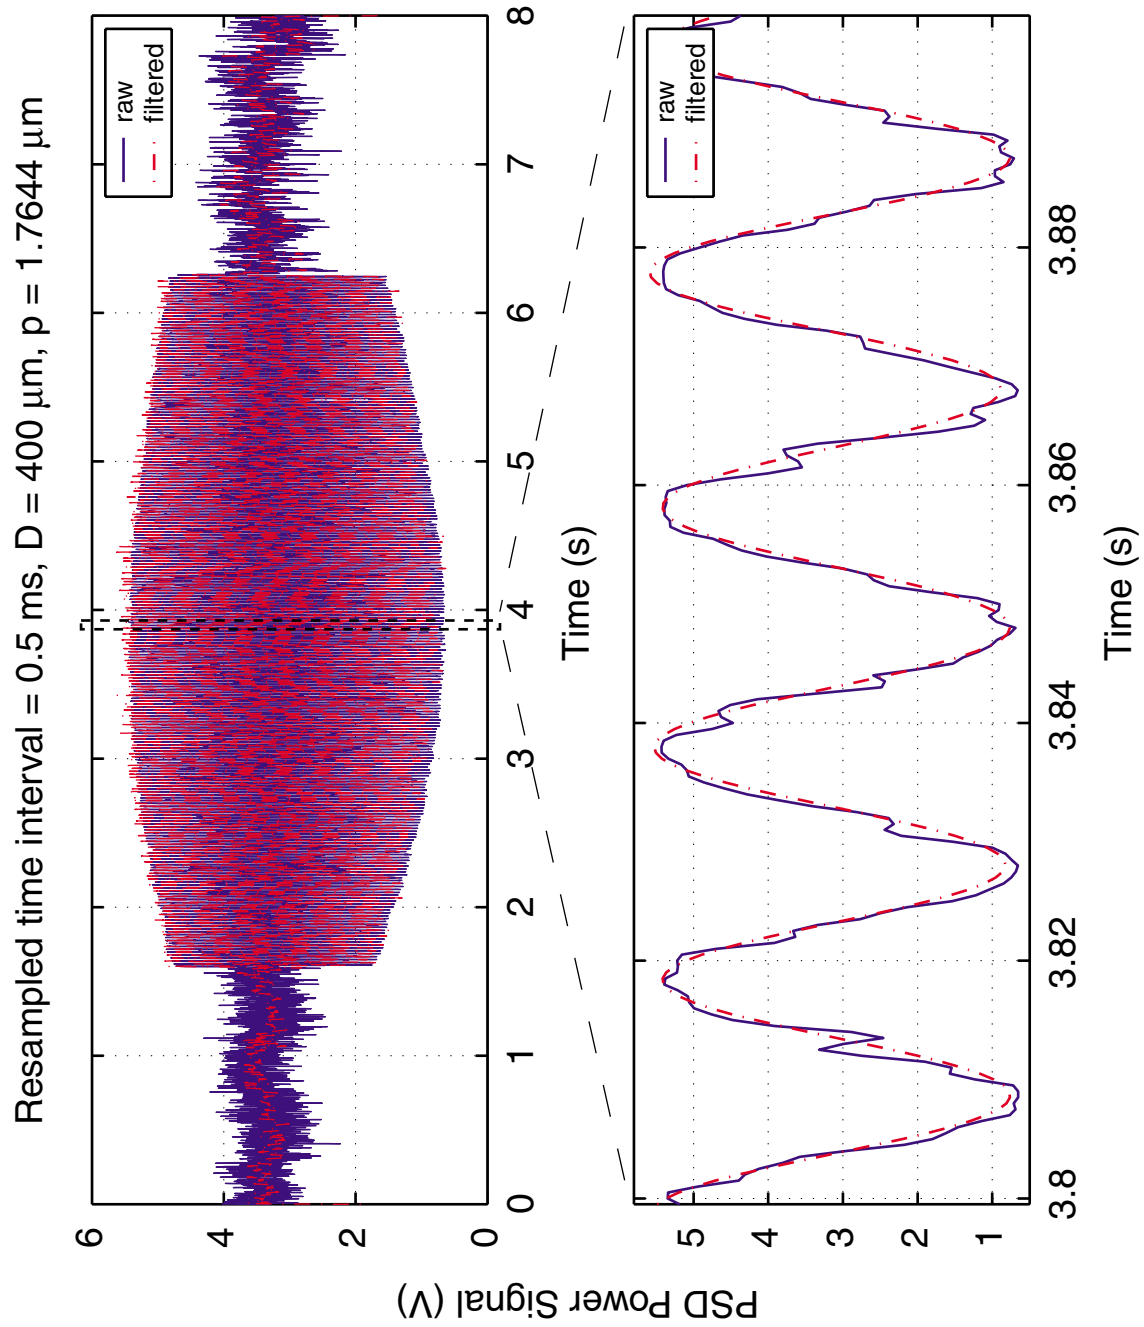 Resampled time interval = 0.5 ms, D = 400 μm, p = 1.7644 μm
raw
filtered
6
4
2
0
0
1
2
3
4
5
6
7
8
Time (s)
PSD Power Signal (V)
raw
filtered
5
4
3
2
1
3.8
3.82
3.84
3.86
3.88
Time (s)